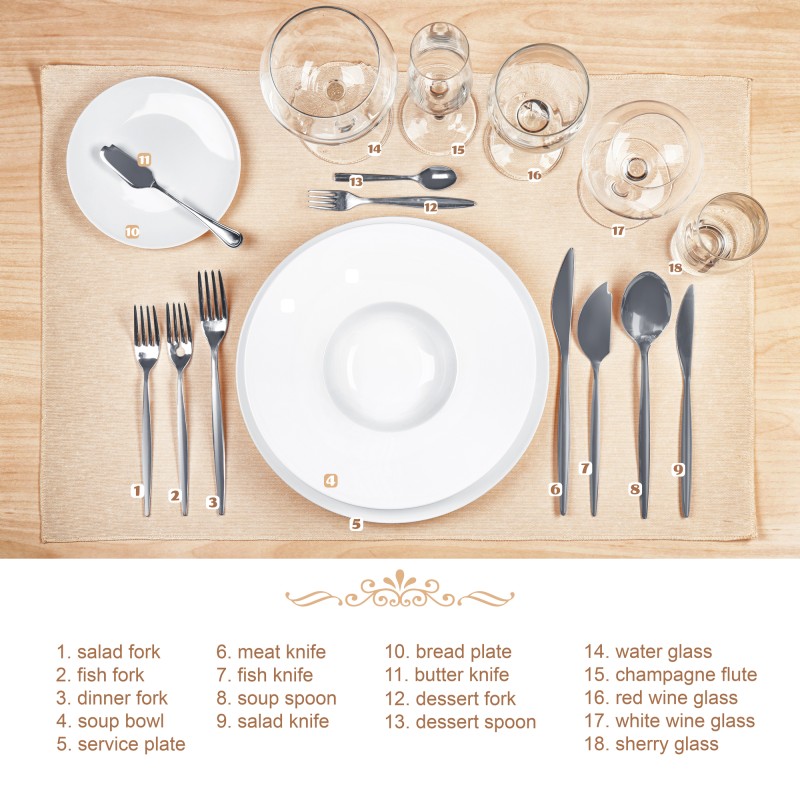 14
15
16
13
12
11
10
17
18
4
5
1
2
3
6
7
8
9
1. salad fork
2. fish fork
3. dinner fork
4. soup bowl
5. service plate
6. meat knife
7. fish knife
8. soup spoon
9. salad knife
10. bread plate
11. butter knife
12. dessert fork
13. dessert spoon
14. water glass
15. champagne flute
16. red wine glass
17. white wine glass
18. sherry glass